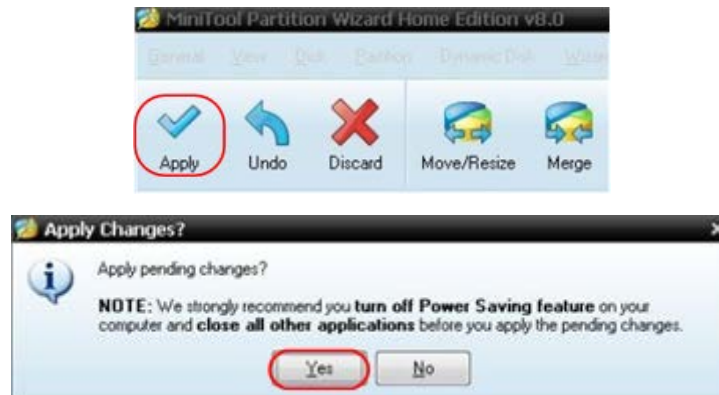 MiniTool Partition Wizard Home Edition v8.0
General View Disk Partition Dynamic Disk
Apply Undo Discard Move/Resize Merge
Apply Changes?
Apply pending changes?
NOTE: We strongly recommend you turn off Power Saving feature on your
computer and close all other applications before you apply the pending changes.
Yes No